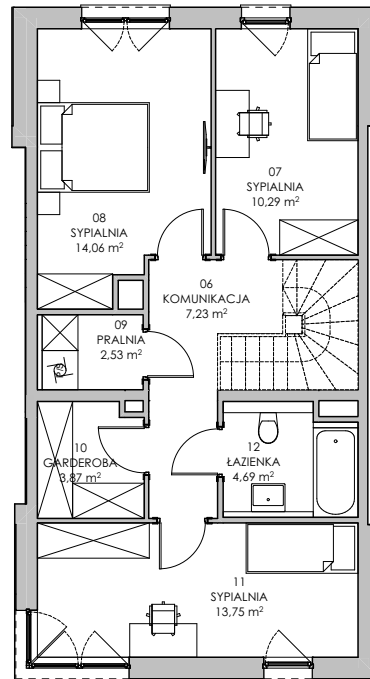 07
SYPIALNIA
10,29 m²
08
SYPIALNIA
14,06 m²
06
KOMUNIKACJA
7,23 m²
09
PRALNIA
2,53 m²
10
GARDEROBA
3,87 m²
12
ŁAZIENKA
4,69 m²
11
SYPIALNIA
13,75 m²